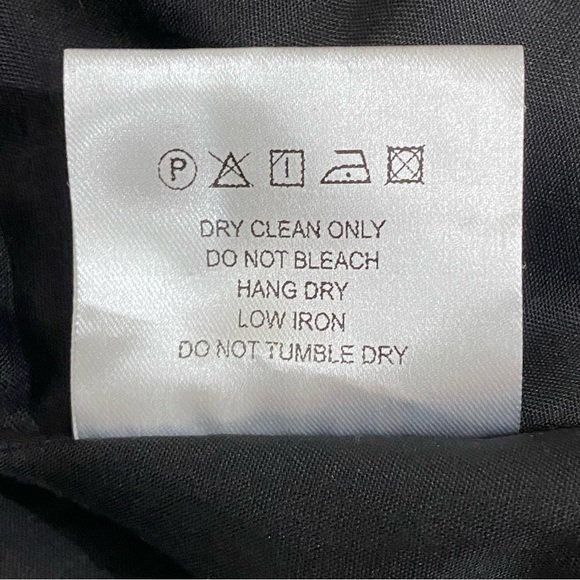 P
DRY CLEAN ONLY
DO NOT BLEACH
HANG DRY
LOW IRON
DO NOT TUMBLE DRY